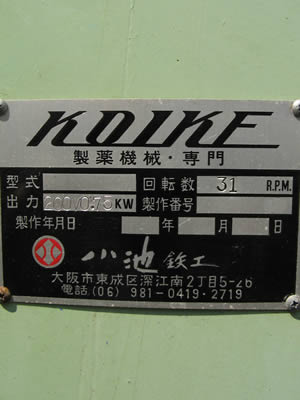 KOIKE
製薬機械・専門
型式 回転数 31 R.P.M.
出力 200/0.75 KW 製作番号
製作年月日 年 月 日
小池 鉄工
大阪市東成区深江南2丁目5-26
電話(06) 981-0419・2719